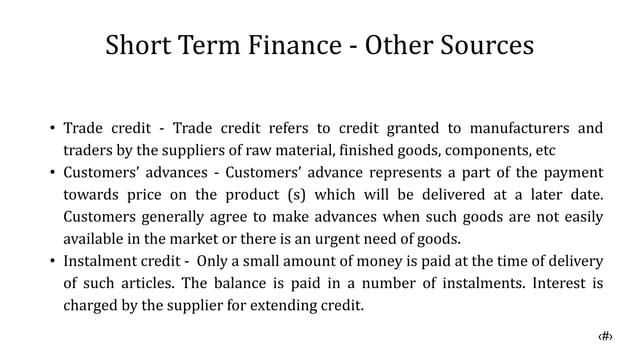 Short Term Finance - Other Sources
• Trade credit - Trade credit refers to credit granted to manufacturers and
traders by the suppliers of raw material, finished goods, components, etc
• Customers’ advances - Customers’ advance represents a part of the payment
towards price on the product (s) which will be delivered at a later date.
Customers generally agree to make advances when such goods are not easily
available in the market or there is an urgent need of goods.
• Instalment credit - Only a small amount of money is paid at the time of delivery
of such articles. The balance is paid in a number of instalments. Interest is
charged by the supplier for extending credit.
‹#›